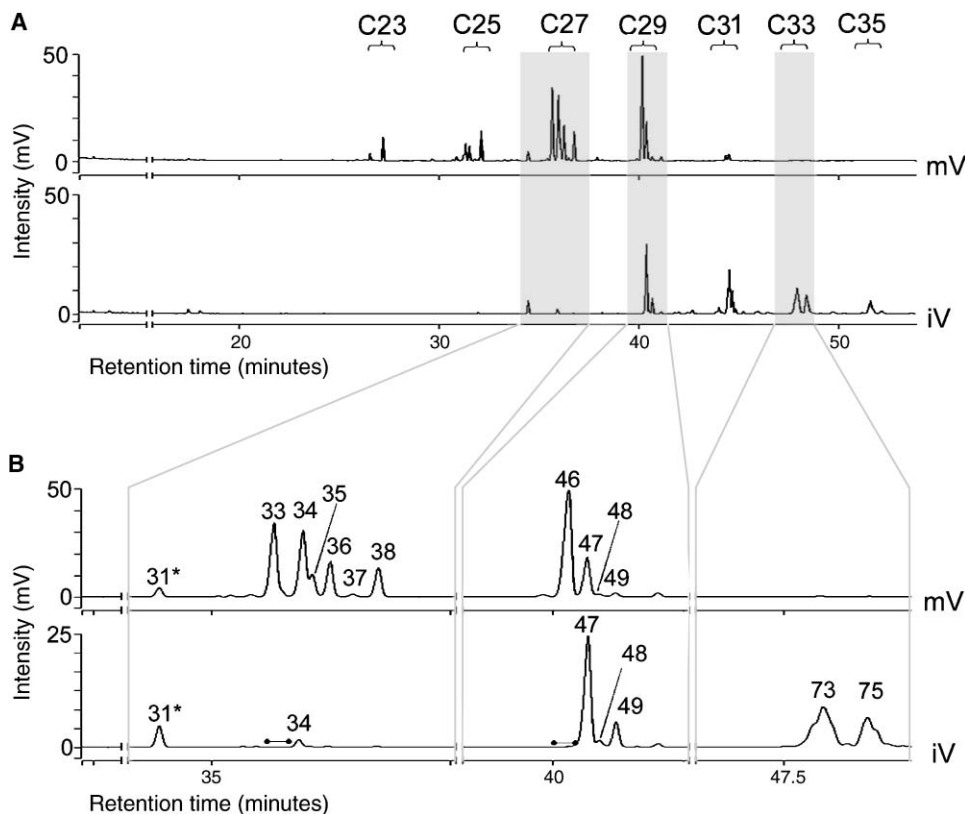 A
C23 C25 C27 C29 C31 C33 C35
50
0
mV
50
0
iV
Intensity (mV)
20 30 40 50
Retention time (minutes)
B
50
0
31* 33 34 35 36 37 38 46 47 48 49
mV
25
0
31* 34 47 48 49 73 75
iV
Intensity (mV)
35 40 47.5
Retention time (minutes)